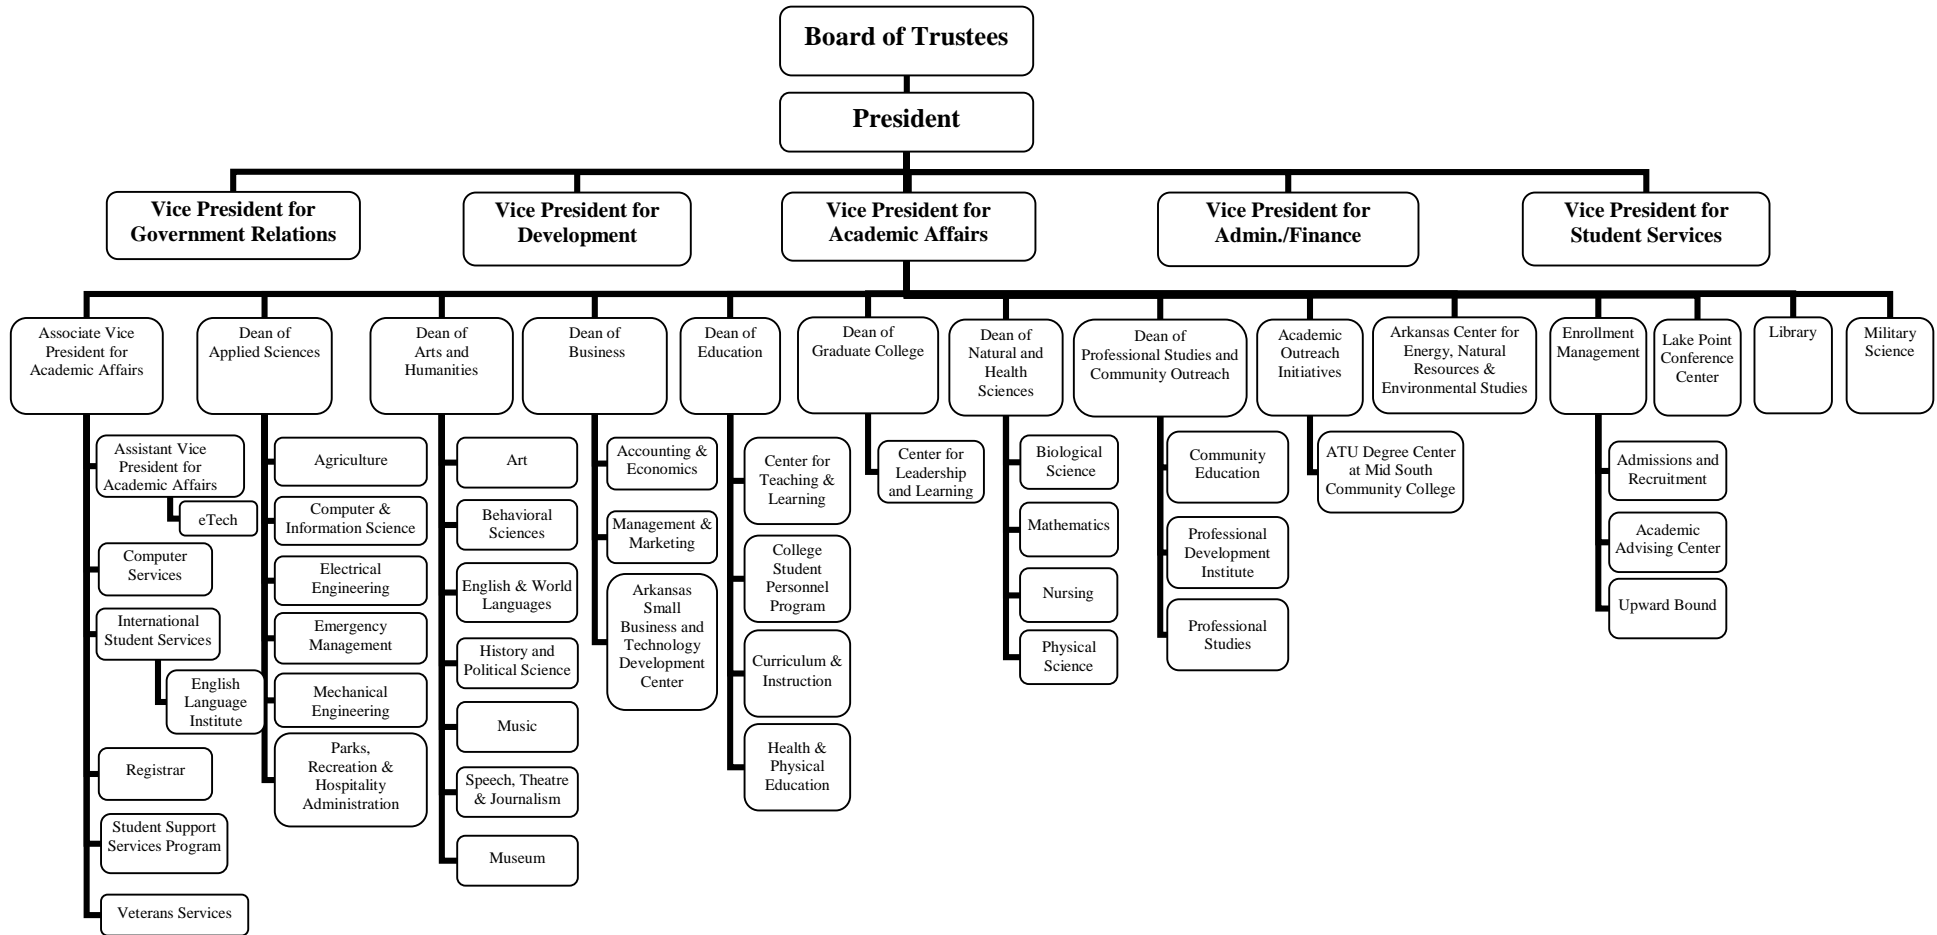 Board of Trustees
President
Vice President for
Government Relations
Vice President for
Development
Vice President for
Academic Affairs
Vice President for
Admin./Finance
Vice President for
Student Services
Associate Vice
President for
Academic Affairs
Dean of
Applied Sciences
Dean of
Arts and
Humanities
Dean of
Business
Dean of
Education
Dean of
Graduate College
Dean of
Natural and
Health
Sciences
Dean of
Professional Studies and
Community Outreach
Academic
Outreach
Initiatives
Arkansas Center for
Energy, Natural
Resources &
Environmental Studies
Enrollment
Management
Lake Point
Conference
Center
Library
Military
Science
Assistant Vice
President for
Academic Affairs
eTech
Computer
Services
International
Student Services
English
Language
Institute
Registrar
Student Support
Services Program
Veterans Services
Agriculture
Computer &
Information Science
Electrical
Engineering
Emergency
Management
Mechanical
Engineering
Parks,
Recreation &
Hospitality
Administration
Art
Behavioral
Sciences
English & World
Languages
History and
Political Science
Music
Speech, Theatre
& Journalism
Museum
Accounting &
Economics
Management &
Marketing
Arkansas
Small
Business and
Technology
Development
Center
Center for
Teaching &
Learning
College
Student
Personnel
Program
Curriculum &
Instruction
Health &
Physical
Education
Center for
Leadership
and Learning
Biological
Science
Mathematics
Nursing
Physical
Science
Community
Education
Professional
Development
Institute
Professional
Studies
ATU Degree Center
at Mid South
Community College
Admissions and
Recruitment
Academic
Advising Center
Upward Bound